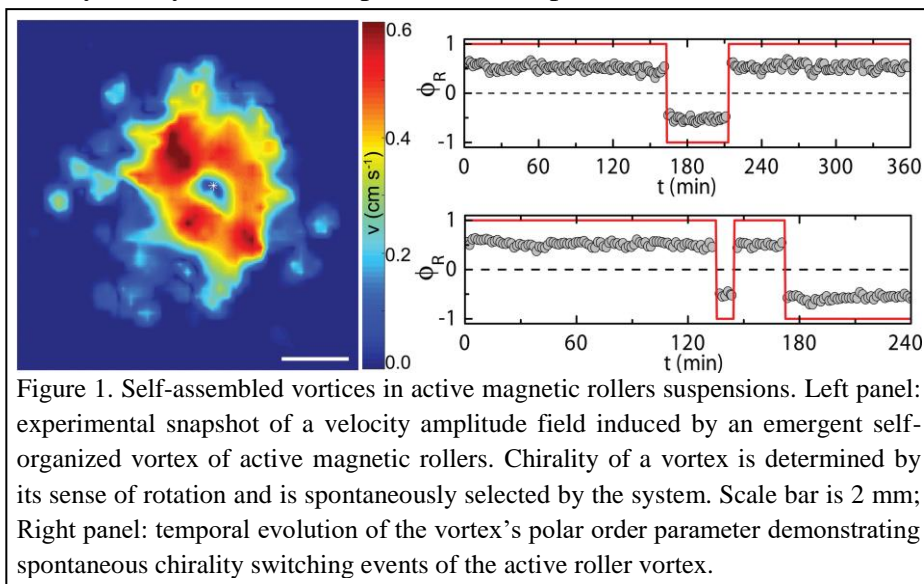 0.6
0.4
v (cm s⁻¹)
0.2
0.0
1
0
-1
ϕR
0 60 120 180 240 300 360
t (min)
1
0
-1
ϕR
0 60 120 180 240
t (min)
Figure 1. Self-assembled vortices in active magnetic rollers suspensions. Left panel:
experimental snapshot of a velocity amplitude field induced by an emergent self-
organized vortex of active magnetic rollers. Chirality of a vortex is determined by
its sense of rotation and is spontaneously selected by the system. Scale bar is 2 mm;
Right panel: temporal evolution of the vortex's polar order parameter demonstrating
spontaneous chirality switching events of the active roller vortex.